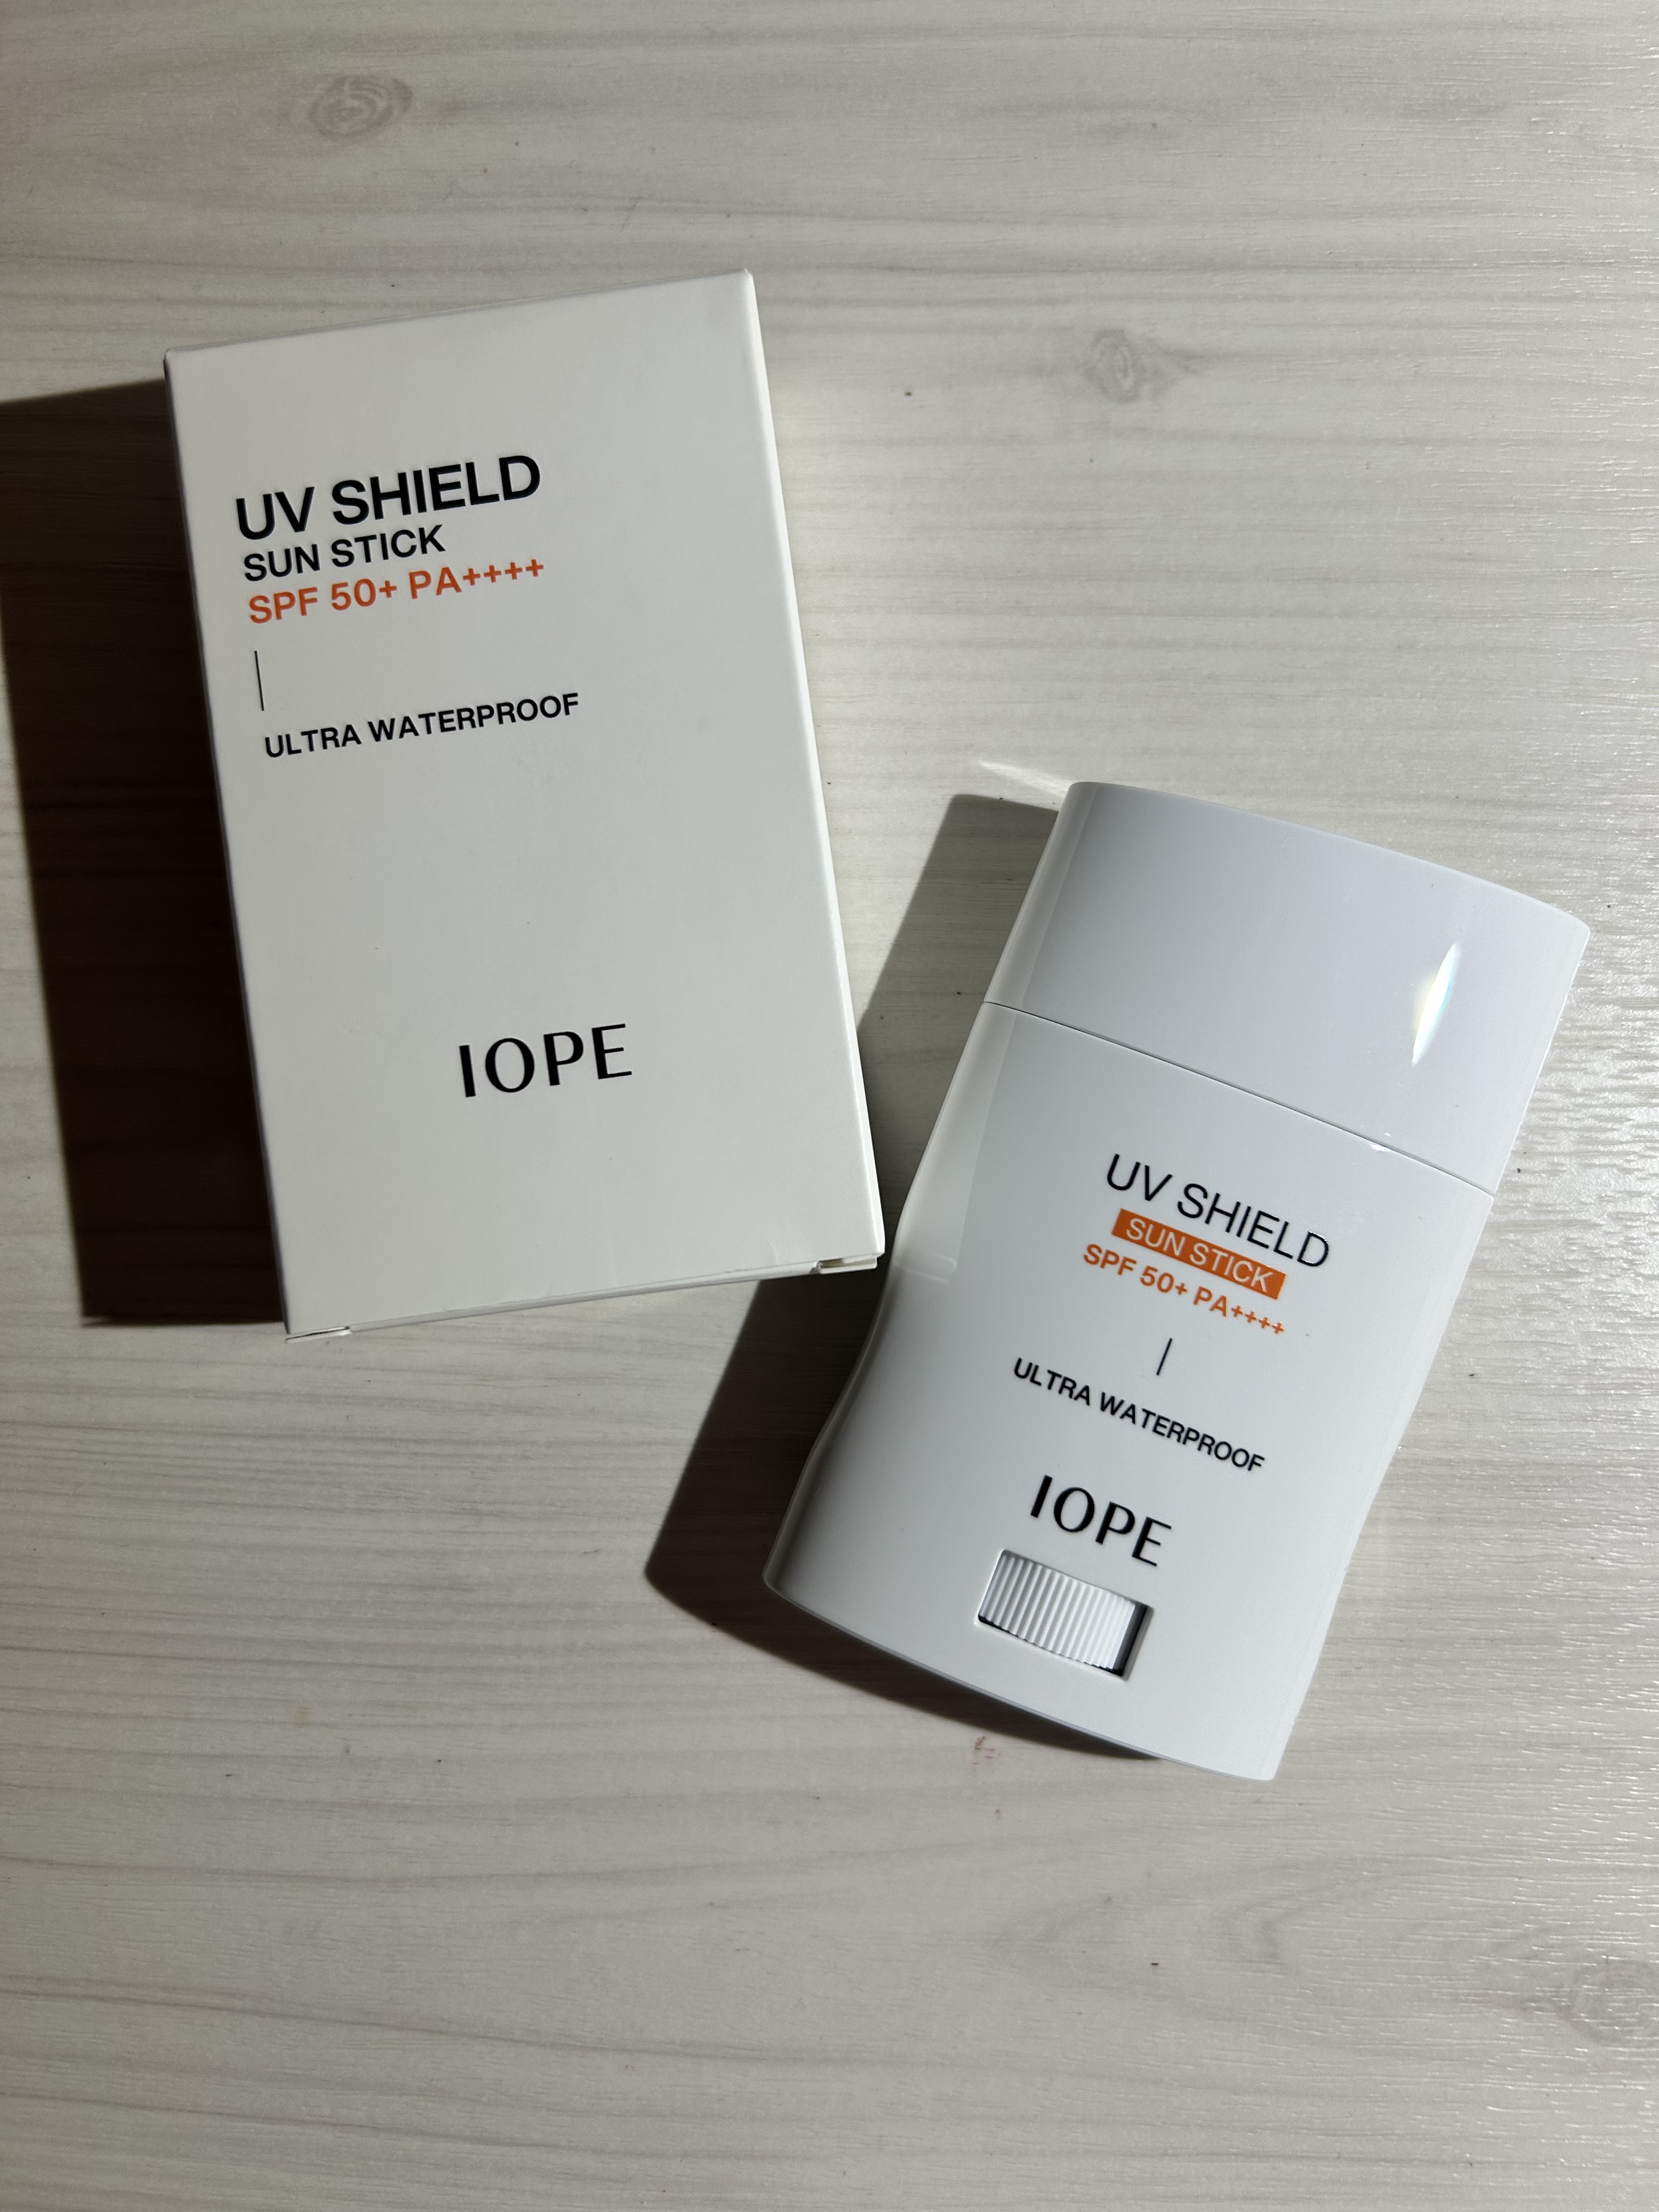 UV SHIELD
SUN STICK
SPF 50+ PA++++
ULTRA WATERPROOF
IOPE
UV SHIELD
SUN STICK
SPF 50+ PA++++
ULTRA WATERPROOF
IOPE